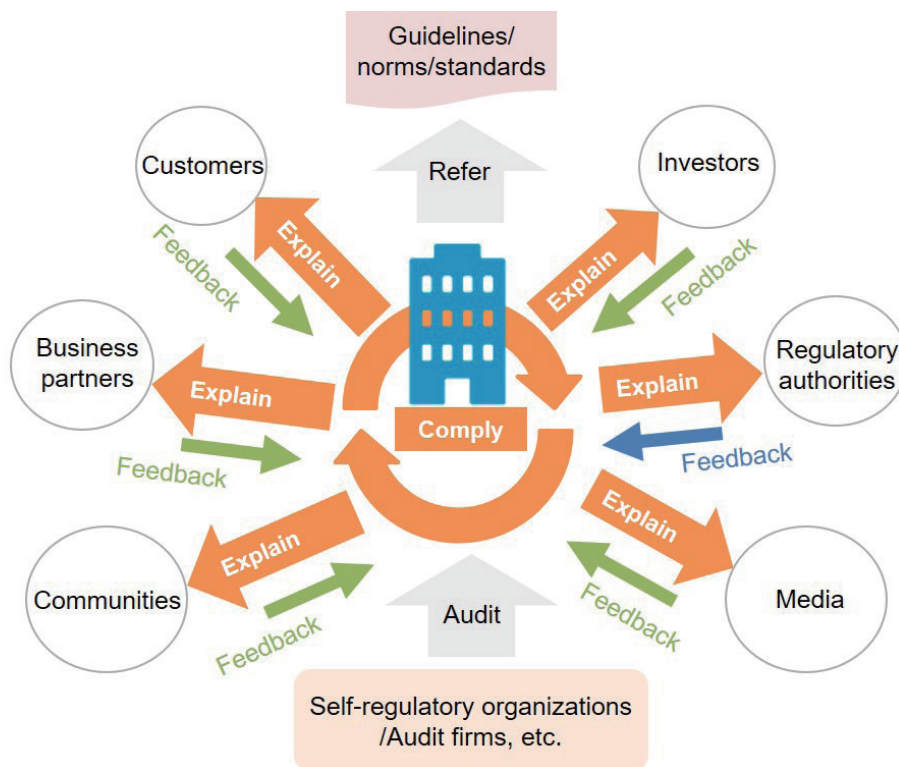 Guidelines/
norms/standards
Refer
Customers
Investors
Explain
Feedback
Explain
Feedback
Business
partners
Explain
Feedback
Comply
Regulatory
authorities
Explain
Feedback
Communities
Explain
Feedback
Media
Explain
Feedback
Audit
Self-regulatory organizations
/Audit firms, etc.